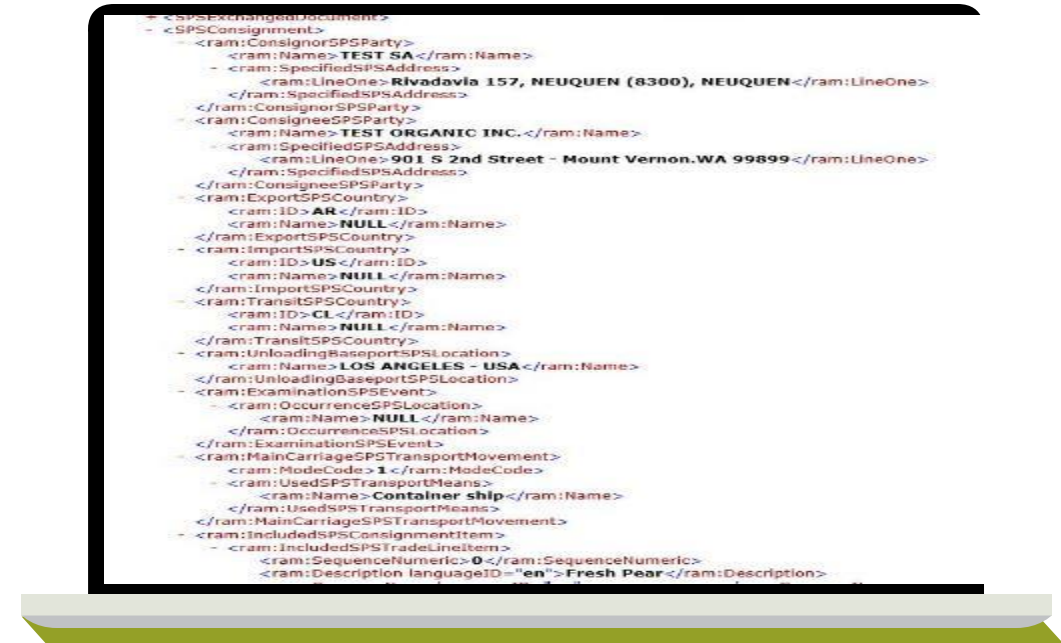 + <SPSExchangedDocument>
- <SPSConsignment>
- <ram:ConsignorSPSParty>
<ram:Name>TEST SA</ram:Name>
- <ram:SpecifiedSPSAddress>
<ram:LineOne>Rivadavia 157, NEUQUEN (8300), NEUQUEN</ram:LineOne>
</ram:SpecifiedSPSAddress>
</ram:ConsignorSPSParty>
- <ram:ConsigneeSPSParty>
<ram:Name>TEST ORGANIC INC.</ram:Name>
- <ram:SpecifiedSPSAddress>
<ram:LineOne>901 S 2nd Street - Mount Vernon.WA 99899</ram:LineOne>
</ram:SpecifiedSPSAddress>
</ram:ConsigneeSPSParty>
- <ram:ExportSPSCountry>
<ram:ID>AR</ram:ID>
<ram:Name>NULL</ram:Name>
</ram:ExportSPSCountry>
- <ram:ImportSPSCountry>
<ram:ID>US</ram:ID>
<ram:Name>NULL</ram:Name>
</ram:ImportSPSCountry>
- <ram:TransitSPSCountry>
<ram:ID>CL</ram:ID>
<ram:Name>NULL</ram:Name>
</ram:TransitSPSCountry>
- <ram:UnloadingBaseportSPSLocation>
<ram:Name>LOS ANGELES - USA</ram:Name>
</ram:UnloadingBaseportSPSLocation>
- <ram:ExaminationSPSEvent>
- <ram:OccurrenceSPSLocation>
<ram:Name>NULL</ram:Name>
</ram:OccurrenceSPSLocation>
</ram:ExaminationSPSEvent>
- <ram:MainCarriageSPSTransportMovement>
<ram:ModeCode>1</ram:ModeCode>
- <ram:UsedSPSTransportMeans>
<ram:Name>Container ship</ram:Name>
</ram:UsedSPSTransportMeans>
</ram:MainCarriageSPSTransportMovement>
- <ram:IncludedSPSConsignmentItem>
- <ram:IncludedSPSTradeLineItem>
<ram:SequenceNumeric>0</ram:SequenceNumeric>
<ram:Description languageID="en">Fresh Pear</ram:Description>